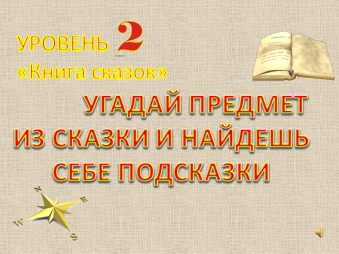 УРОВЕНЬ 2
«Книга сказок»
УГАДАЙ ПРЕДМЕТ
ИЗ СКАЗКИ И НАЙДЕШЬ
СЕБЕ ПОДСКАЗКИ